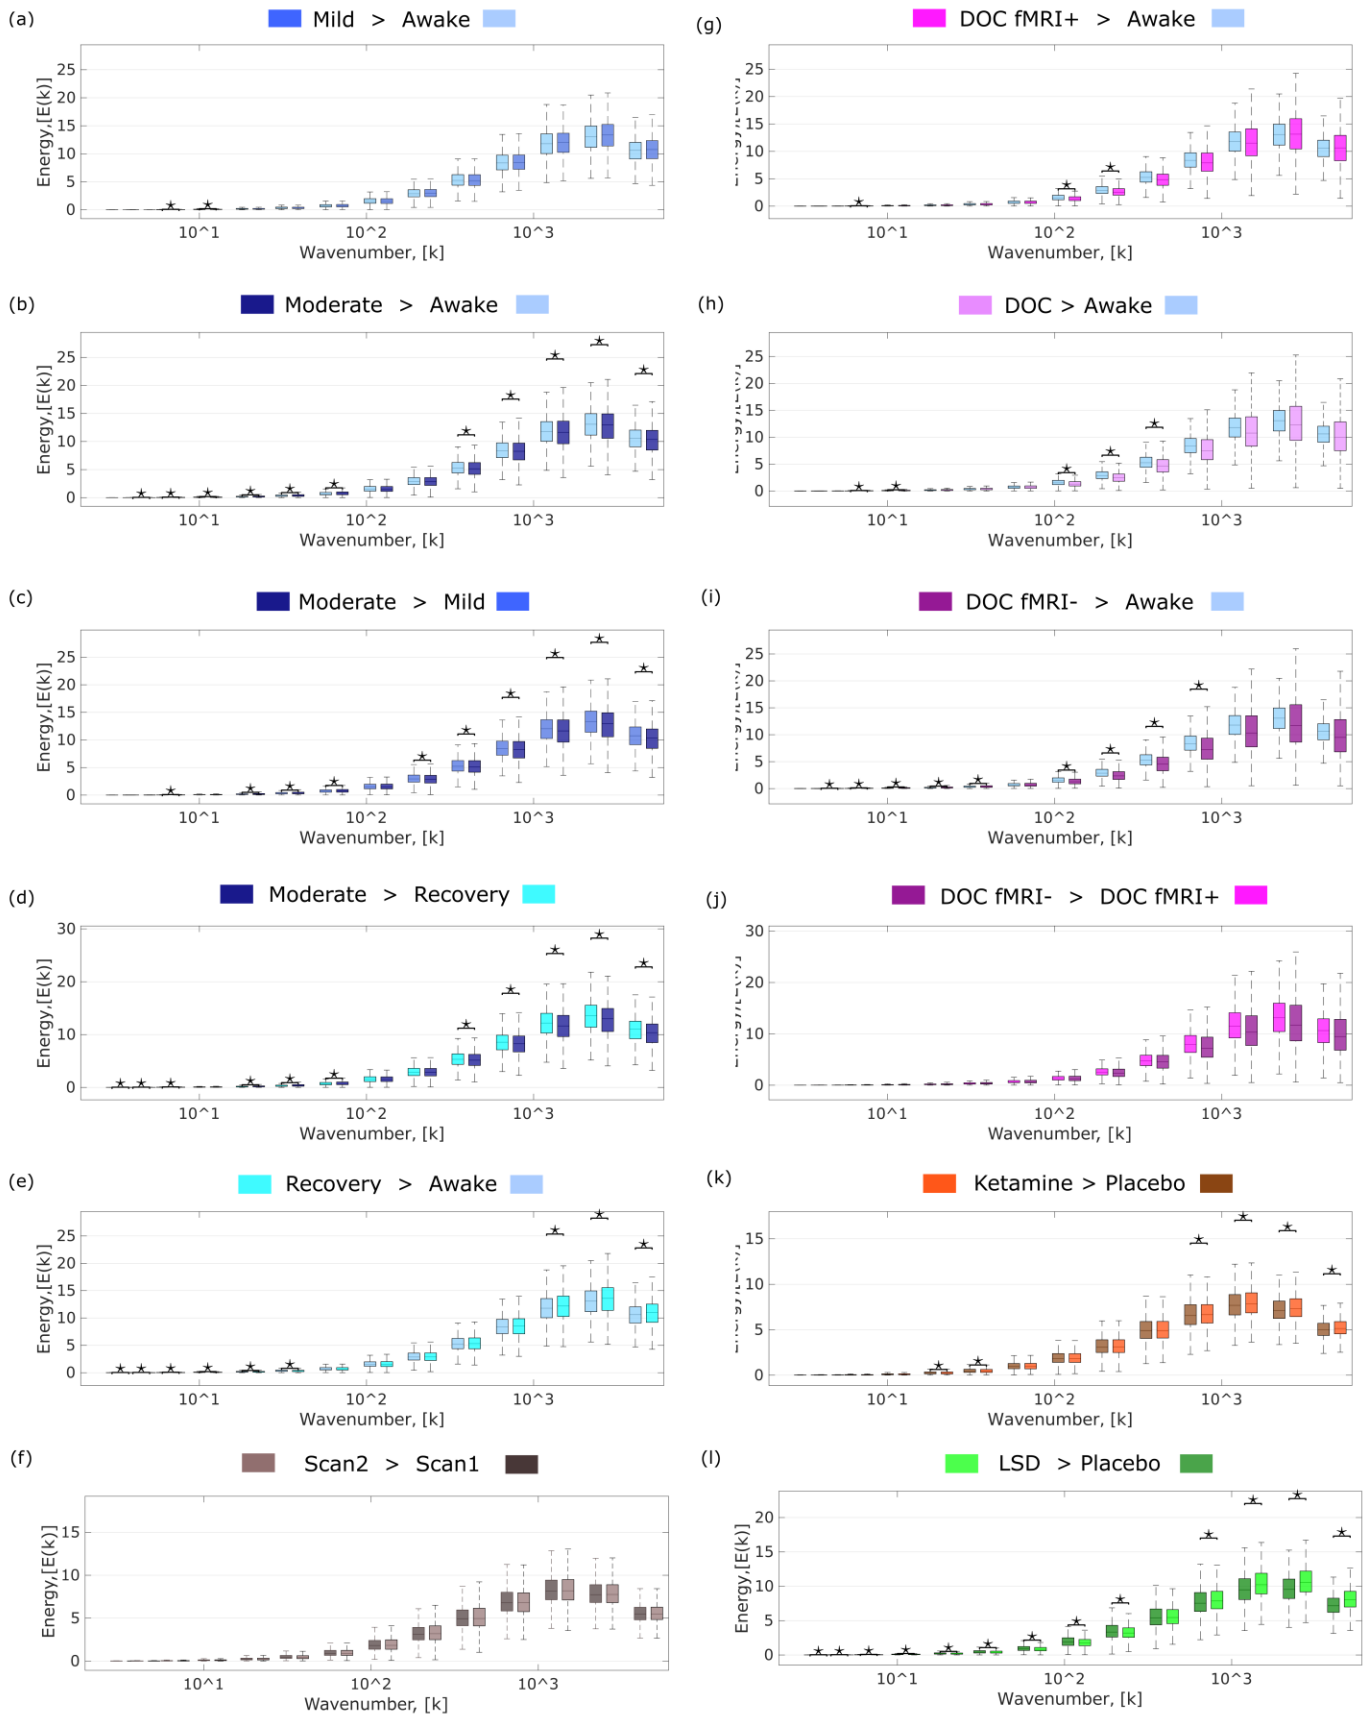 (a) Mild > Awake
Energy,[E(k)]
25
20
15
10
5
0
10^1 10^2 10^3
Wavenumber, [k]
(b) Moderate > Awake
Energy,[E(k)]
25
20
15
10
5
0
10^1 10^2 10^3
Wavenumber, [k]
(c) Moderate > Mild
Energy,[E(k)]
25
20
15
10
5
0
10^1 10^2 10^3
Wavenumber, [k]
(d) Moderate > Recovery
Energy,[E(k)]
30
20
10
0
10^1 10^2 10^3
Wavenumber, [k]
(e) Recovery > Awake
Energy,[E(k)]
25
20
15
10
5
0
10^1 10^2 10^3
Wavenumber, [k]
(f) Scan2 > Scan1
Energy,[E(k)]
15
10
5
0
10^1 10^2 10^3
Wavenumber, [k]
(g) DOC fMRI+ > Awake
25
20
15
10
5
0
10^1 10^2 10^3
Wavenumber, [k]
(h) DOC > Awake
25
20
15
10
5
0
10^1 10^2 10^3
Wavenumber, [k]
(i) DOC fMRI- > Awake
25
20
15
10
5
0
10^1 10^2 10^3
Wavenumber, [k]
(j) DOC fMRI- > DOC fMRI+
30
20
10
0
10^1 10^2 10^3
Wavenumber, [k]
(k) Ketamine > Placebo
15
10
5
0
10^1 10^2 10^3
Wavenumber, [k]
(l) LSD > Placebo
Energy,[E(k)]
20
15
10
5
0
10^1 10^2 10^3
Wavenumber, [k]